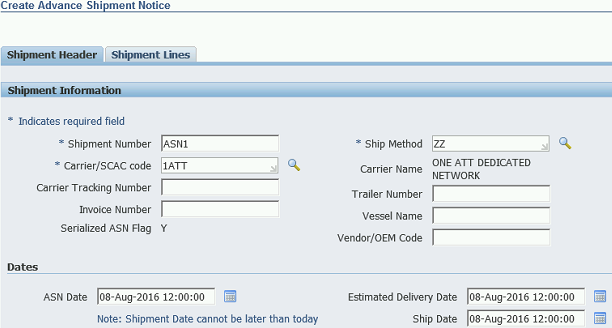 Create Advance Shipment Notice
Shipment Header Shipment Lines
Shipment Information
* Indicates required field
* Shipment Number ASN1
* Ship Method ZZ
* Carrier/SCAC code 1ATT
Carrier Name ONE ATT DEDICATED
NETWORK
Carrier Tracking Number
Trailer Number
Invoice Number
Vessel Name
Serialized ASN Flag Y
Vendor/OEM Code
Dates
ASN Date 08-Aug-2016 12:00:00
Estimated Delivery Date 08-Aug-2016 12:00:00
Note: Shipment Date cannot be later than today
Ship Date 08-Aug-2016 12:00:00